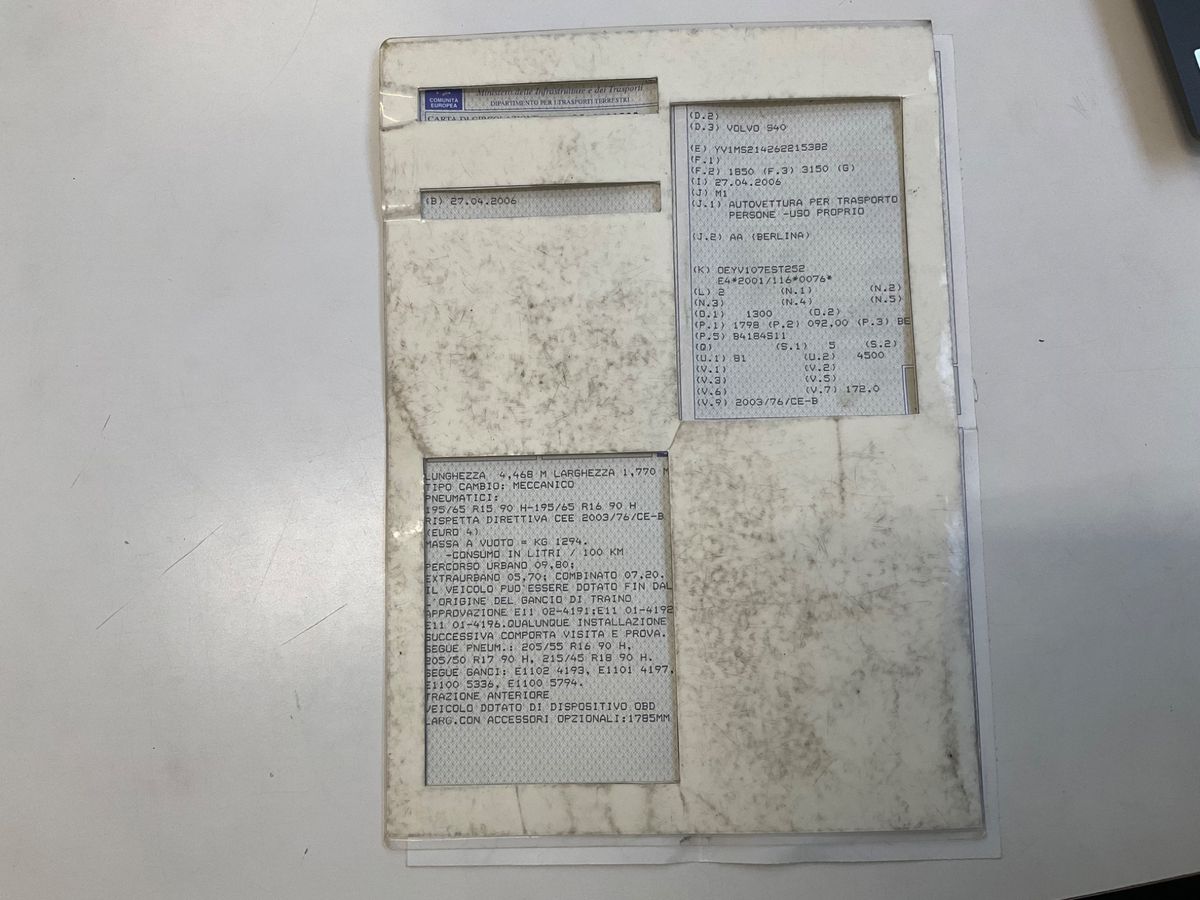 COMUNITA
EUROPEA
Ministero delle Infrastrutture e dei Trasporti
DIPARTIMENTO PER I TRASPORTI TERRESTRI
CARTA DI CIRCOLAZIONE
(B) 27.04.2006
(D.2)
(D.3) VOLVO S40
(E) YV1MS214262215382
(F.1)
(F.2) 1850 (F.3) 3150 (G)
(I) 27.04.2006
(J) M1
(J.1) AUTOVETTURA PER TRASPORTO
PERSONE -USO PROPRIO
(J.2) AA (BERLINA)
(K) OEYV107EST252
E4*2001/116*0076*
(L) 2 (N.1) (N.2)
(N.3) (N.4) (N.5)
(O.1) 1300 (O.2)
(P.1) 1798 (P.2) 092.00 (P.3) BE
(P.5) B4184S11
(Q) (S.1) 5 (S.2)
(U.1) 81 (U.2) 4500
(V.1) (V.2)
(V.3) (V.5)
(V.6) (V.7) 172.0
(V.9) 2003/76/CE-B
LUNGHEZZA 4,468 M LARGHEZZA 1,770 M
TIPO CAMBIO: MECCANICO
PNEUMATICI:
195/65 R15 90 H-195/65 R16 90 H
RISPETTA DIRETTIVA CEE 2003/76/CE-B
(EURO 4)
MASSA A VUOTO = KG 1294.
-CONSUMO IN LITRI / 100 KM
PERCORSO URBANO 09.80;
EXTRAURBANO 05.70; COMBINATO 07.20.
IL VEICOLO PUO'ESSERE DOTATO FIN DAL
L'ORIGINE DEL GANCIO DI TRAINO
APPROVAZIONE E11 02-4191;E11 01-4192
E11 01-4196.QUALUNQUE INSTALLAZIONE
SUCCESSIVA COMPORTA VISITA E PROVA.
SEGUE PNEUM.: 205/55 R16 90 H,
205/50 R17 90 H, 215/45 R18 90 H.
SEGUE GANCI: E1102 4193, E1101 4197,
E1100 5336, E1100 5794.
TRAZIONE ANTERIORE
VEICOLO DOTATO DI DISPOSITIVO OBD
LARG.CON ACCESSORI OPZIONALI:1785MM